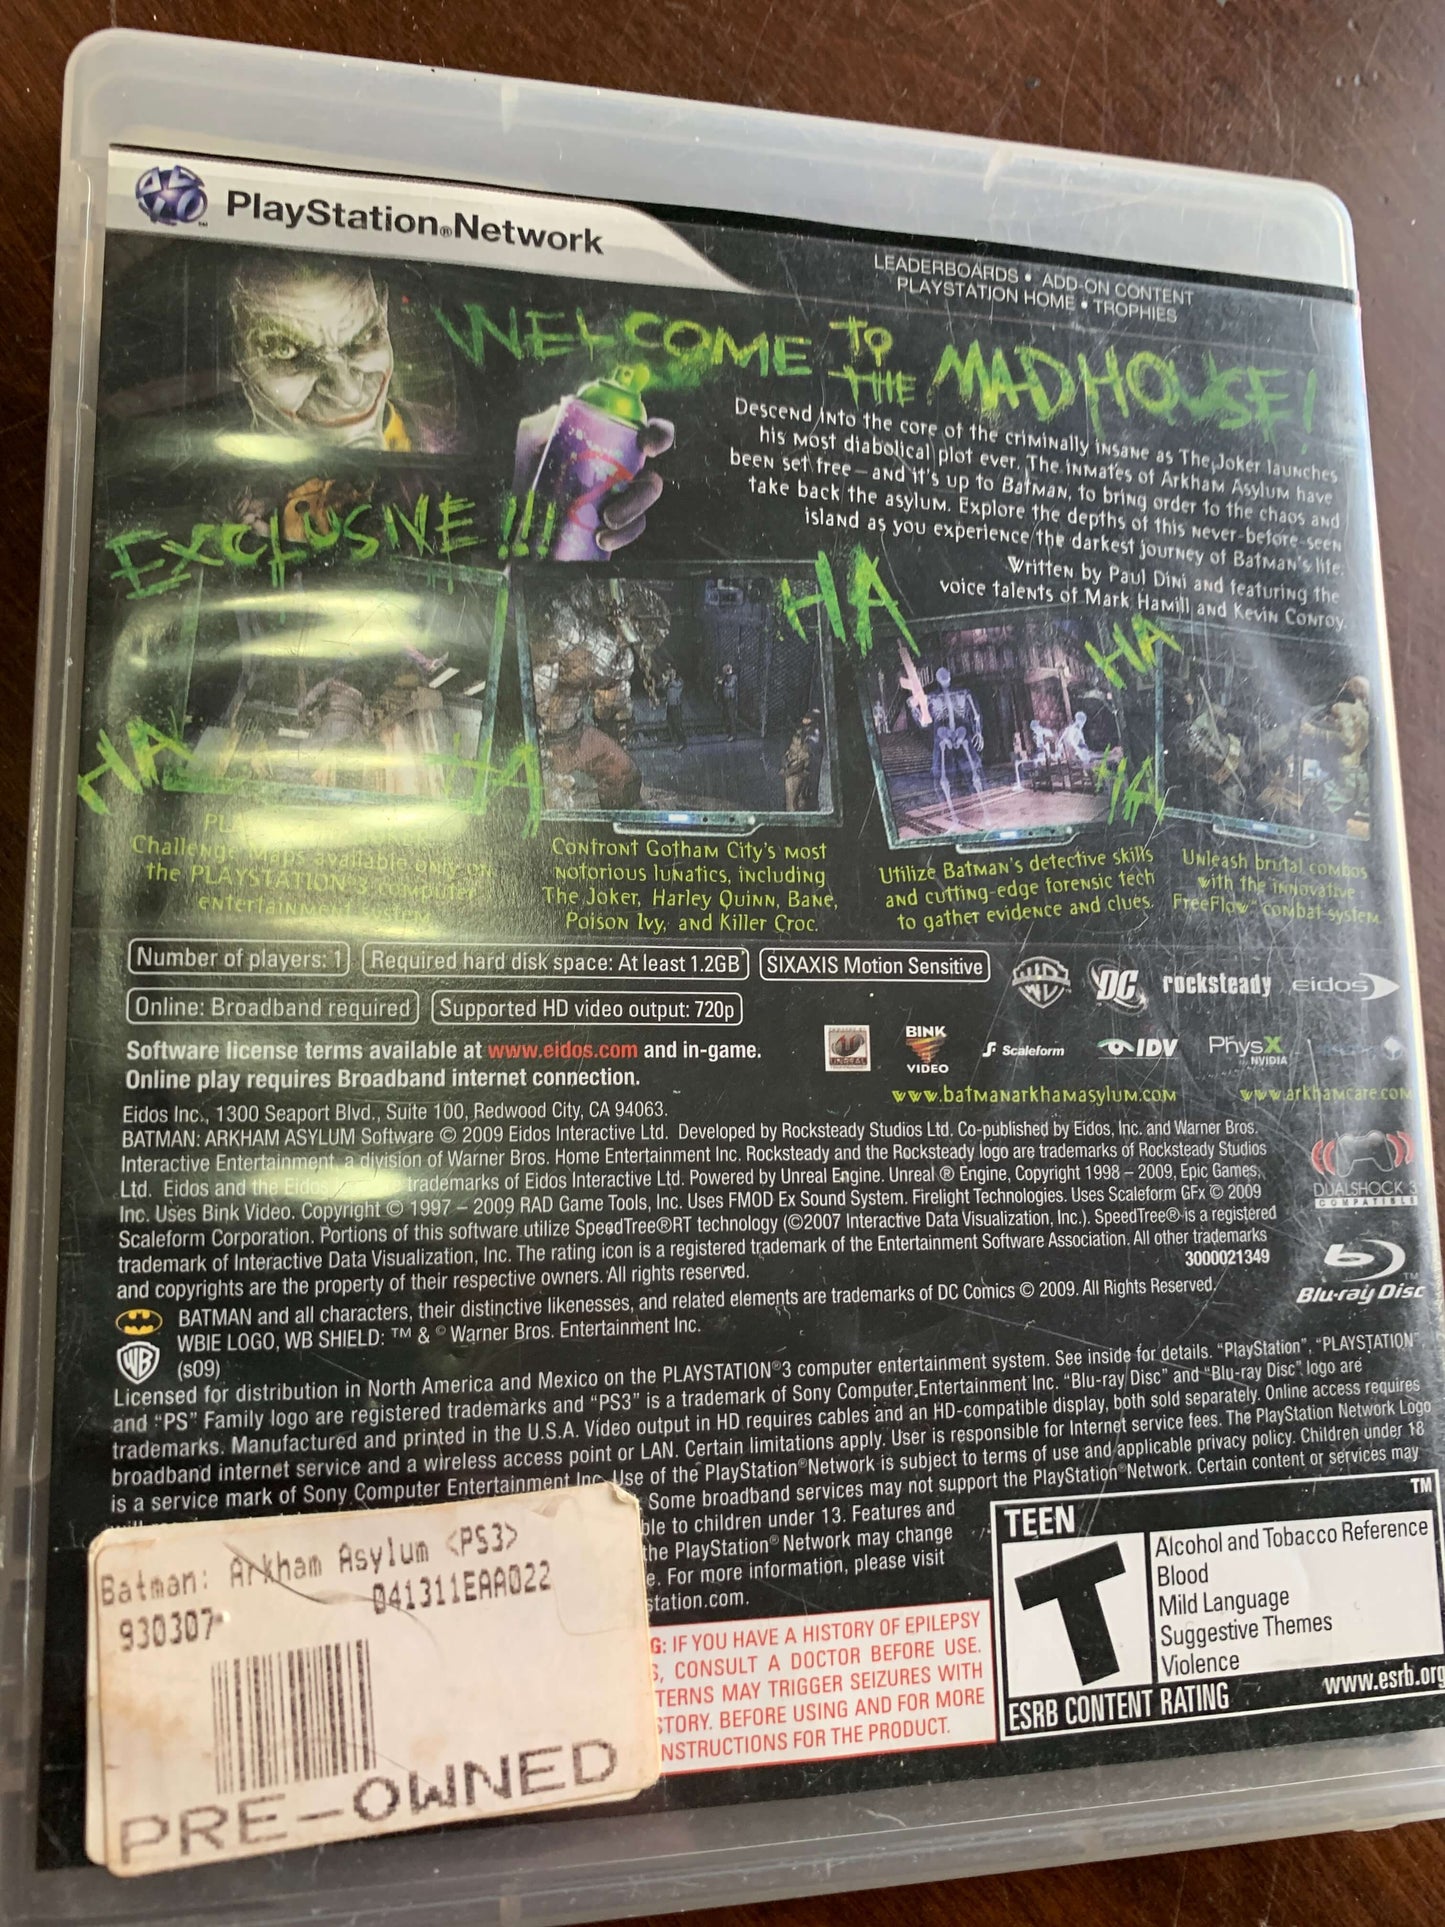 PlayStation®Network
LEADERBOARDS • ADD-ON CONTENT
PLAYSTATION HOME • TROPHIES
WELCOME TO THE MADHOUSE!
Descend into the core of the criminally insane as The Joker launches
his most diabolical plot ever. The inmates of Arkham Asylum have
been set free – and it's up to Batman, to bring order to the chaos and
take back the asylum. Explore the depths of this never-before-seen
island as you experience the darkest journey of Batman's life.
Written by Paul Dini and featuring the
voice talents of Mark Hamill and Kevin Conroy.
EXCLUSIVE!!!
HA
HA
HA
HA
HA
Challenge Maps available only on
the PLAYSTATION®3 computer
entertainment system
Confront Gotham City's most
notorious lunatics, including
The Joker, Harley Quinn, Bane,
Poison Ivy, and Killer Croc.
Utilize Batman's detective skills
and cutting-edge forensic tech
to gather evidence and clues.
Unleash brutal combos
with the innovative
FreeFlow™ combat system
Number of players: 1
Required hard disk space: At least 1.2GB
SIXAXIS Motion Sensitive
Online: Broadband required
Supported HD video output: 720p
WB
DC
rocksteady
eidos
Software license terms available at www.eidos.com and in-game.
Online play requires Broadband internet connection.
UNREAL
BINK
VIDEO
Scaleform
IDV
PhysX
by NVIDIA
www.batmanarkhamasylum.com
www.arkhamcare.com
Eidos Inc., 1300 Seaport Blvd., Suite 100, Redwood City, CA 94063.
BATMAN: ARKHAM ASYLUM Software © 2009 Eidos Interactive Ltd. Developed by Rocksteady Studios Ltd. Co-published by Eidos, Inc. and Warner Bros.
Interactive Entertainment, a division of Warner Bros. Home Entertainment Inc. Rocksteady and the Rocksteady logo are trademarks of Rocksteady Studios
Ltd. Eidos and the Eidos logo are trademarks of Eidos Interactive Ltd. Powered by Unreal Engine. Unreal ® Engine, Copyright 1998 – 2009, Epic Games,
Inc. Uses Bink Video. Copyright © 1997 – 2009 RAD Game Tools, Inc. Uses FMOD Ex Sound System. Firelight Technologies. Uses Scaleform GFx © 2009
Scaleform Corporation. Portions of this software utilize SpeedTree®RT technology (©2007 Interactive Data Visualization, Inc.). SpeedTree® is a registered
trademark of Interactive Data Visualization, Inc. The rating icon is a registered trademark of the Entertainment Software Association. All other trademarks
and copyrights are the property of their respective owners. All rights reserved.
3000021349
DUALSHOCK 3
COMPATIBLE
Blu-ray Disc™
BATMAN and all characters, their distinctive likenesses, and related elements are trademarks of DC Comics © 2009. All Rights Reserved.
WBIE LOGO, WB SHIELD: ™ & © Warner Bros. Entertainment Inc.
(s09)
WB
Licensed for distribution in North America and Mexico on the PLAYSTATION®3 computer entertainment system. See inside for details. "PlayStation", "PLAYSTATION"
and "PS" Family logo are registered trademarks and "PS3" is a trademark of Sony Computer Entertainment Inc. "Blu-ray Disc" and "Blu-ray Disc" logo are
trademarks. Manufactured and printed in the U.S.A. Video output in HD requires cables and an HD-compatible display, both sold separately. Online access requires
broadband internet service and a wireless access point or LAN. Certain limitations apply. User is responsible for Internet service fees. The PlayStation Network Logo
is a service mark of Sony Computer Entertainment Inc. Use of the PlayStation®Network is subject to terms of use and applicable privacy policy. Children under 18
Some broadband services may not support the PlayStation®Network. Certain content or services may
ble to children under 13. Features and
the PlayStation® Network may change
e. For more information, please visit
station.com.
Batman: Arkham Asylum <PS3>
930307
041311EAA022
PRE-OWNED
G: IF YOU HAVE A HISTORY OF EPILEPSY
S, CONSULT A DOCTOR BEFORE USE.
TERNS MAY TRIGGER SEIZURES WITH
STORY. BEFORE USING AND FOR MORE
NSTRUCTIONS FOR THE PRODUCT.
TEEN
T
ESRB CONTENT RATING
TM
Alcohol and Tobacco Reference
Blood
Mild Language
Suggestive Themes
Violence
www.esrb.org